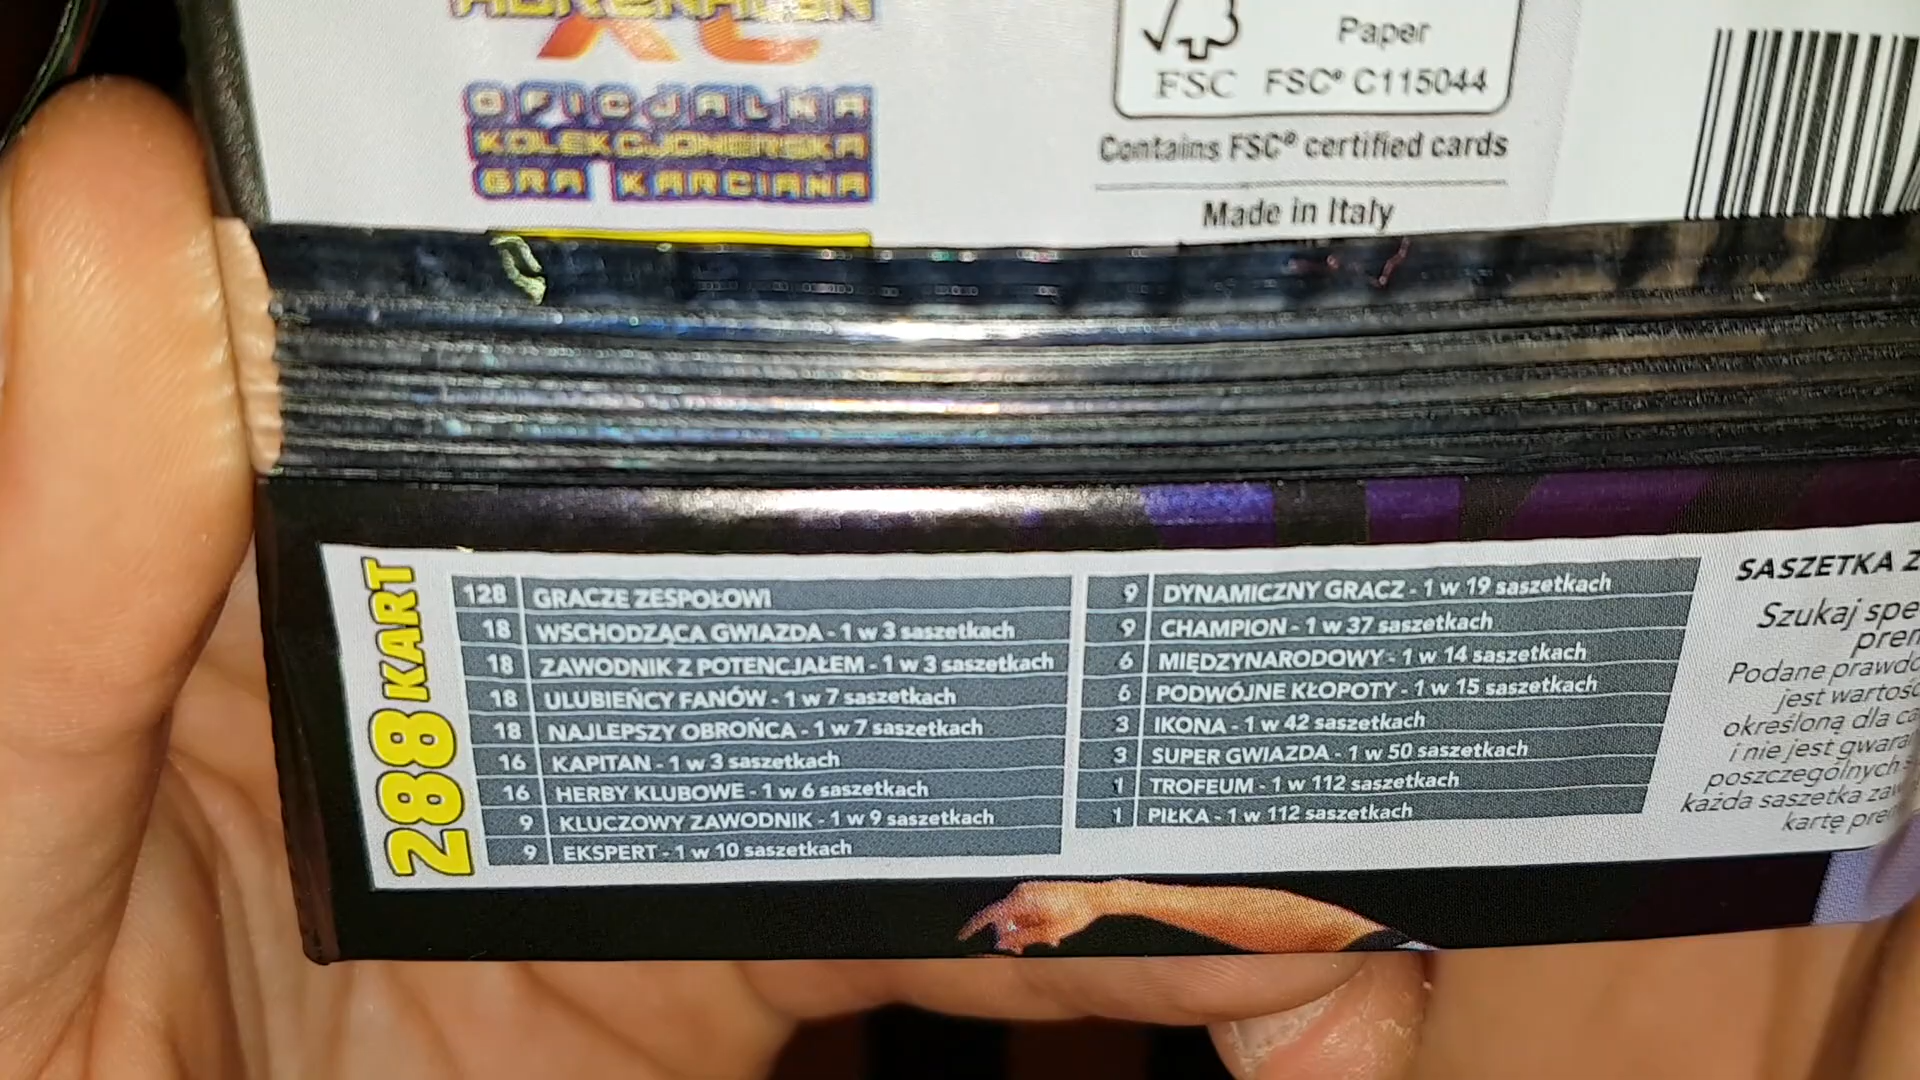 ADRENALYN
XL
OFICJALNA
KOLEKCJONERSKA
GRA KARCIANA
Paper
FSC FSC® C115044
Contains FSC® certified cards
Made in Italy
288 KART
128 GRACZE ZESPOŁOWI
18 WSCHODZĄCA GWIAZDA - 1 w 3 saszetkach
18 ZAWODNIK Z POTENCJAŁEM - 1 w 3 saszetkach
18 ULUBIEŃCY FANÓW - 1 w 7 saszetkach
18 NAJLEPSZY OBROŃCA - 1 w 7 saszetkach
16 KAPITAN - 1 w 3 saszetkach
16 HERBY KLUBOWE - 1 w 6 saszetkach
9 KLUCZOWY ZAWODNIK - 1 w 9 saszetkach
9 EKSPERT - 1 w 10 saszetkach
9 DYNAMICZNY GRACZ - 1 w 19 saszetkach
9 CHAMPION - 1 w 37 saszetkach
6 MIĘDZYNARODOWY - 1 w 14 saszetkach
6 PODWÓJNE KŁOPOTY - 1 w 15 saszetkach
3 IKONA - 1 w 42 saszetkach
3 SUPER GWIAZDA - 1 w 50 saszetkach
1 TROFEUM - 1 w 112 saszetkach
1 PIŁKA - 1 w 112 saszetkach
SASZETKA Z
Szukaj spe
prem
Podane prawdo
jest wartoś
określoną dla ca
i nie jest gwara
poszczególnych s
każda saszetka zaw
kartę pre